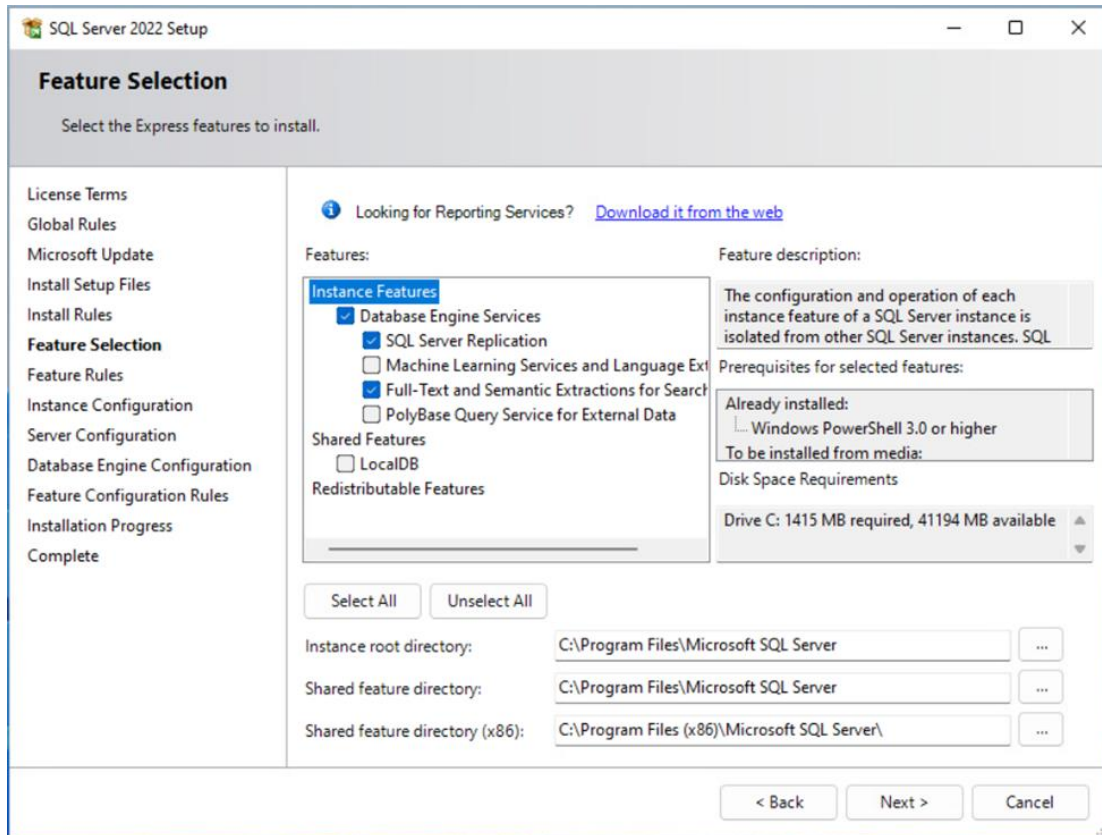 SQL Server 2022 Setup
Feature Selection
Select the Express features to install.
License Terms
Global Rules
Microsoft Update
Install Setup Files
Install Rules
Feature Selection
Feature Rules
Instance Configuration
Server Configuration
Database Engine Configuration
Feature Configuration Rules
Installation Progress
Complete
Looking for Reporting Services? Download it from the web
Features:
Instance Features
Database Engine Services
SQL Server Replication
Machine Learning Services and Language Ext
Full-Text and Semantic Extractions for Search
PolyBase Query Service for External Data
Shared Features
LocalDB
Redistributable Features
Feature description:
The configuration and operation of each
instance feature of a SQL Server instance is
isolated from other SQL Server instances. SQL
Prerequisites for selected features:
Already installed:
Windows PowerShell 3.0 or higher
To be installed from media:
Disk Space Requirements
Drive C: 1415 MB required, 41194 MB available
Select All
Unselect All
Instance root directory: C:\Program Files\Microsoft SQL Server ...
Shared feature directory: C:\Program Files\Microsoft SQL Server ...
Shared feature directory (x86): C:\Program Files (x86)\Microsoft SQL Server\ ...
< Back
Next >
Cancel